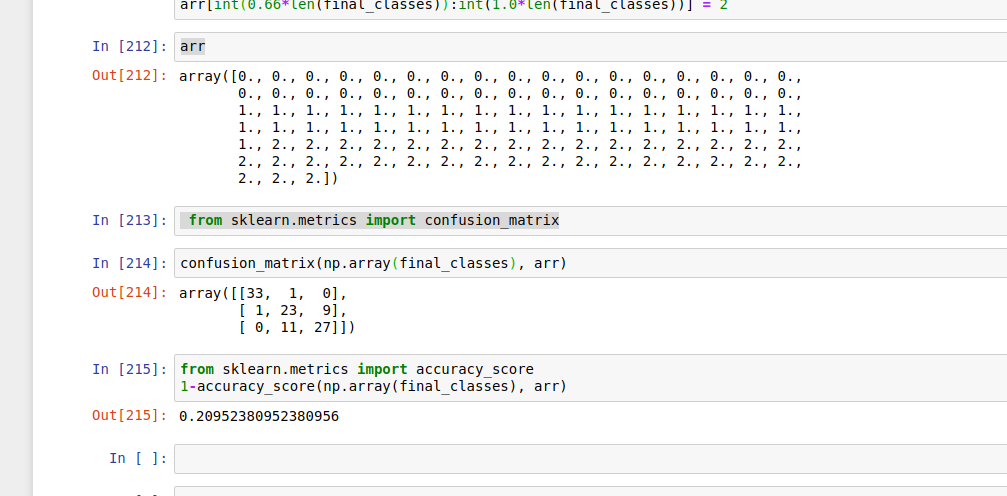 arr[int(0.66*len(final_classes)):int(1.0*len(final_classes))] = 2
In [212]: arr
Out[212]: array([0., 0., 0., 0., 0., 0., 0., 0., 0., 0., 0., 0., 0., 0., 0., 0., 0.,
0., 0., 0., 0., 0., 0., 0., 0., 0., 0., 0., 0., 0., 0., 0., 0., 0.,
1., 1., 1., 1., 1., 1., 1., 1., 1., 1., 1., 1., 1., 1., 1., 1., 1.,
1., 1., 1., 1., 1., 1., 1., 1., 1., 1., 1., 1., 1., 1., 1., 1., 1.,
1., 2., 2., 2., 2., 2., 2., 2., 2., 2., 2., 2., 2., 2., 2., 2., 2.,
2., 2., 2., 2., 2., 2., 2., 2., 2., 2., 2., 2., 2., 2., 2., 2., 2.,
2., 2., 2.])
In [213]: from sklearn.metrics import confusion_matrix
In [214]: confusion_matrix(np.array(final_classes), arr)
Out[214]: array([[33, 1, 0],
[ 1, 23, 9],
[ 0, 11, 27]])
In [215]: from sklearn.metrics import accuracy_score
1-accuracy_score(np.array(final_classes), arr)
Out[215]: 0.20952380952380956
In [ ]: